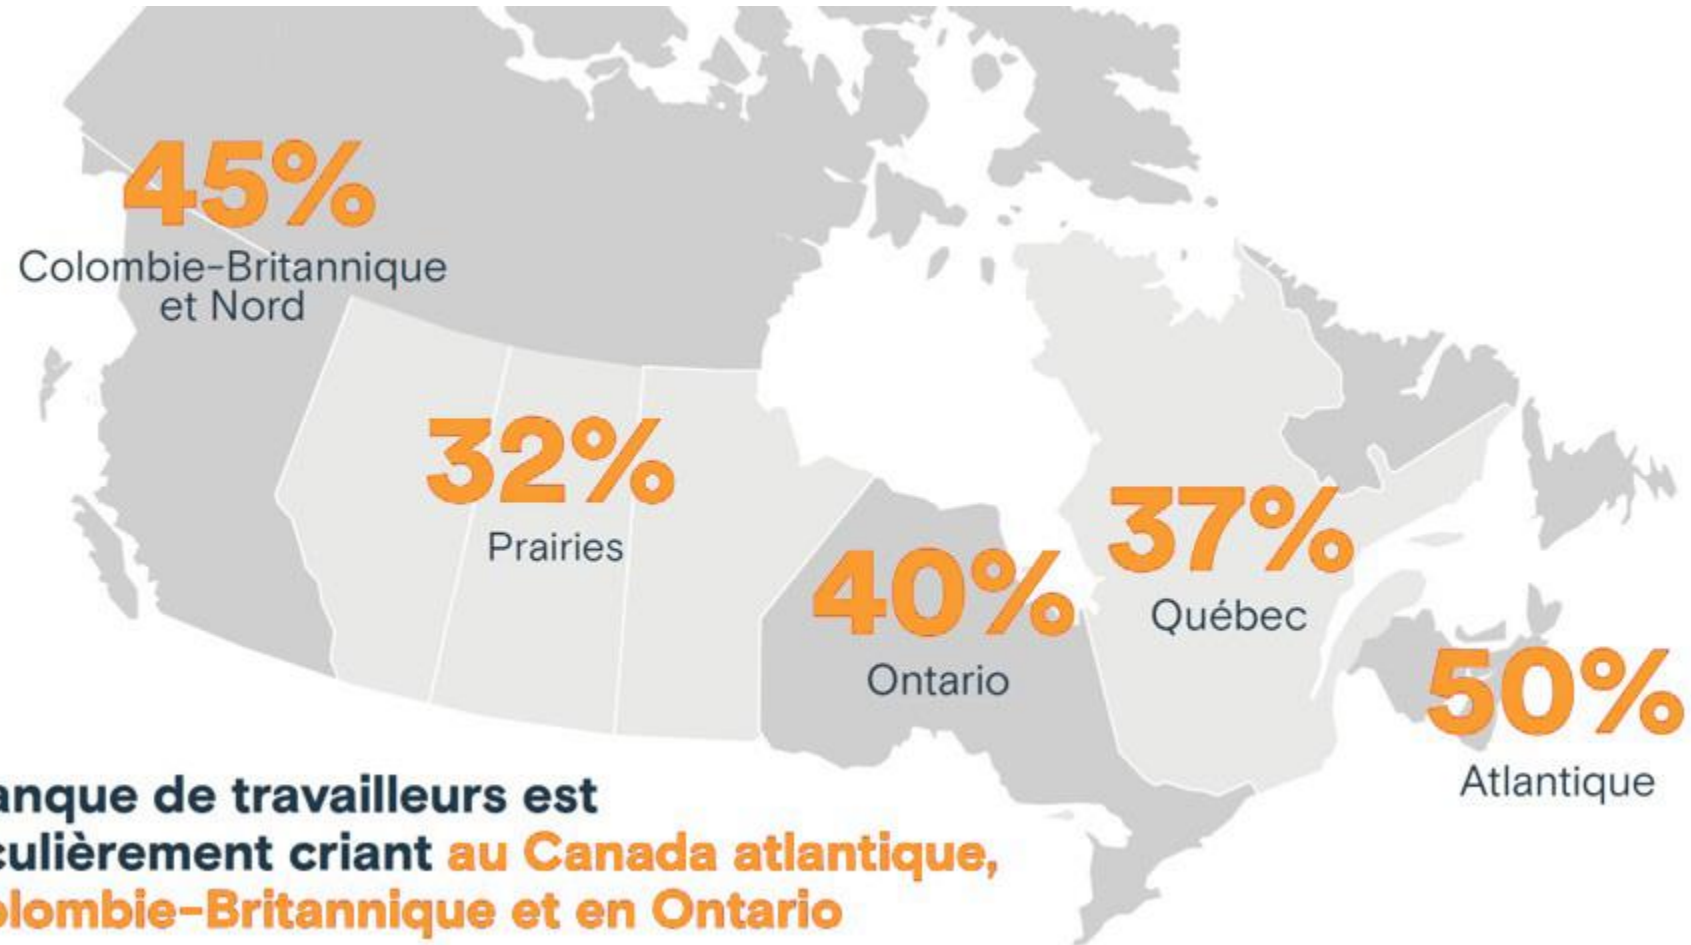 45%
Colombie-Britannique
et Nord
32%
Prairies
40%
Ontario
37%
Québec
50%
Atlantique
anque de travailleurs est
culièrement criant au Canada atlantique,
olombie-Britannique et en Ontario